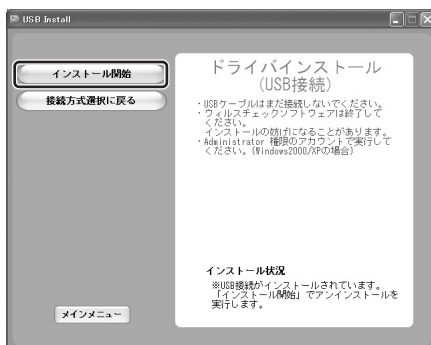 USB Install
インストール開始
接続方式選択に戻る
ドライバインストール
(USB接続)
・USBケーブルはまだ接続しないでください。
・ウィルスチェックソフトウェアは終了して
ください。
インストールの妨げになることがあります。
・Administrator 権限のアカウントで実行して
ください。(Windows2000/XPの場合)
インストール状況
※USB接続がインストールされています。
「インストール開始」でアンインストールを
実行します。
メインメニュー